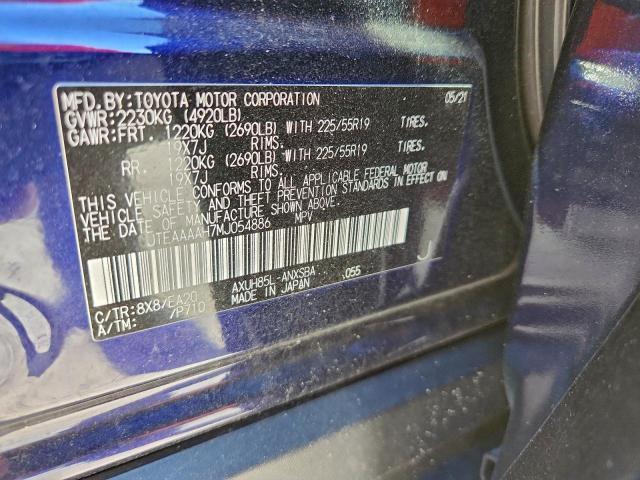 MFD.BY:TOYOTA MOTOR CORPORATION 05/21
GVWR:2230KG (4920LB)
GAWR:FRT. 1220KG (2690LB) WITH 225/55R19 TIRES.
19X7J RIMS.
RR. 1220KG (2690LB) WITH 225/55R19 TIRES.
19X7J RIMS.
THIS VEHICLE CONFORMS TO ALL APPLICABLE FEDERAL MOTOR
VEHICLE SAFETY AND THEFT PREVENTION STANDARDS IN EFFECT ON
THE DATE OF MANUFACTURE SHOWN ABOVE.
JTEAAAAH7MJ054886 MPV
C/TR:8X8/EA20 AXUH85L-ANXSBA .055 J
A/TM: /P710 MADE IN JAPAN